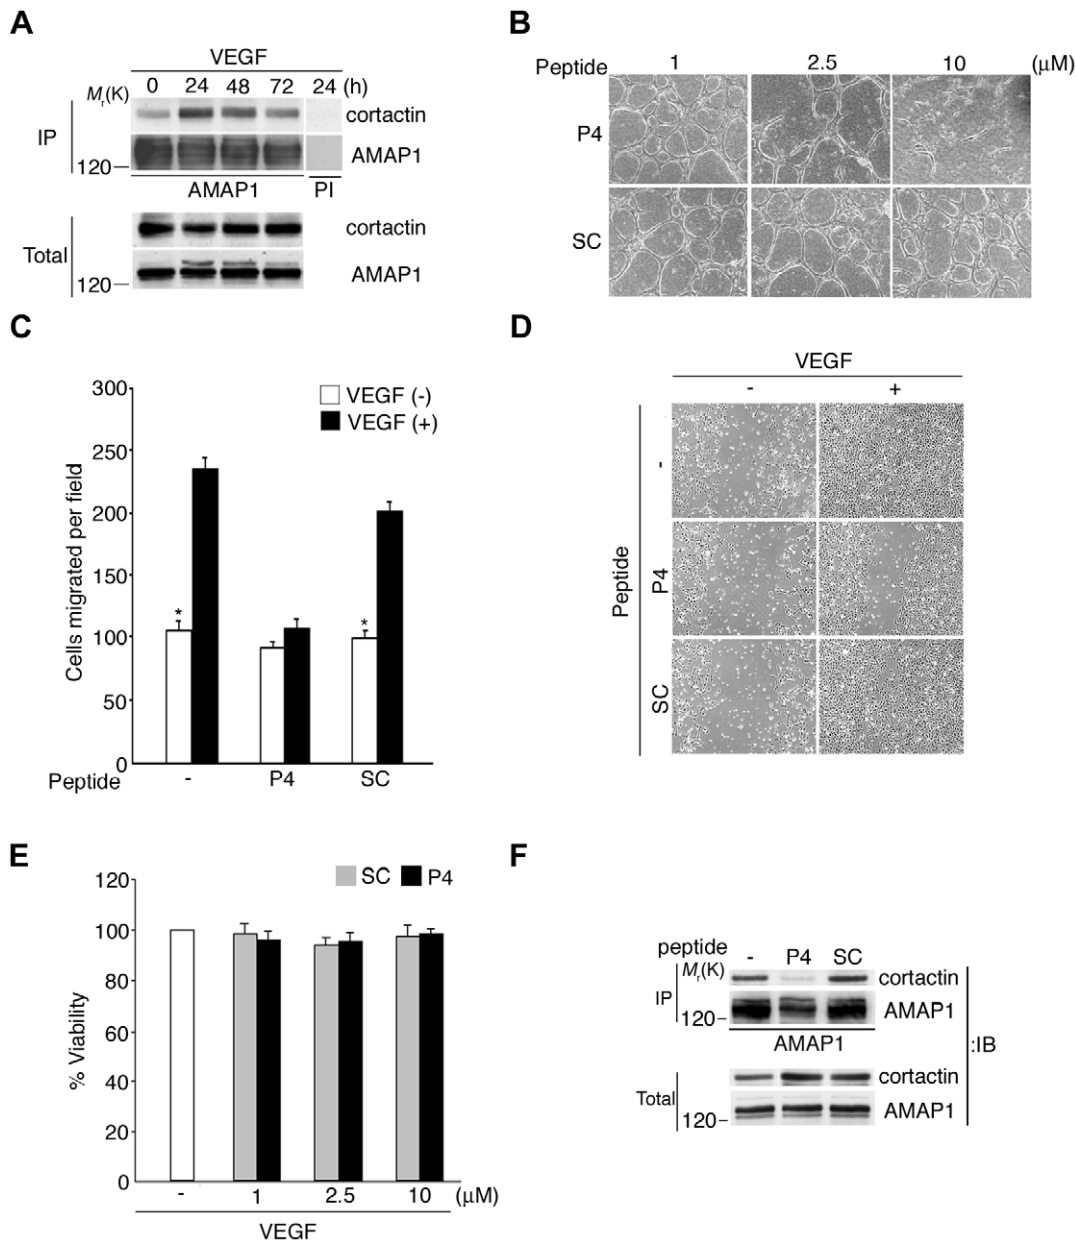 A
VEGF
0 24 48 72 (h) 24
Mr(K)
IP
cortactin
120
AMAP1
AMAP1 PI
Total
cortactin
120
AMAP1
B
Peptide 1 2.5 10 (μM)
P4
SC
C
300
250
200
150
100
50
0
Cells migrated per field
VEGF (-)
VEGF (+)
*
*
Peptide - P4 SC
D
VEGF
- +
Peptide
-
P4
SC
E
SC P4
120
100
80
60
40
20
0
% Viability
- 1 2.5 10 (μM)
VEGF
F
peptide - P4 SC
Mr(K)
IP
cortactin
120
AMAP1
AMAP1
:IB
Total
cortactin
120
AMAP1